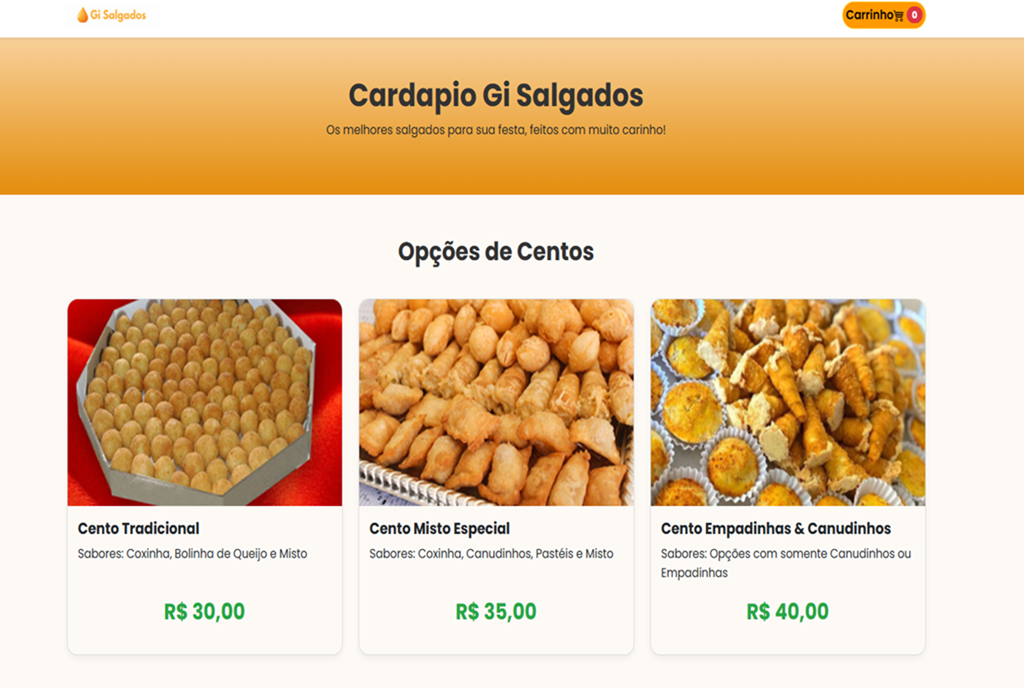 Gi Salgados
Carrinho 0
Cardapio Gi Salgados
Os melhores salgados para sua festa, feitos com muito carinho!
Opções de Centos
Cento Tradicional
Sabores: Coxinha, Bolinha de Queijo e Misto
R$ 30,00
Cento Misto Especial
Sabores: Coxinha, Canudinhos, Pastéis e Misto
R$ 35,00
Cento Empadinhas & Canudinhos
Sabores: Opções com somente Canudinhos ou
Empadinhas
R$ 40,00